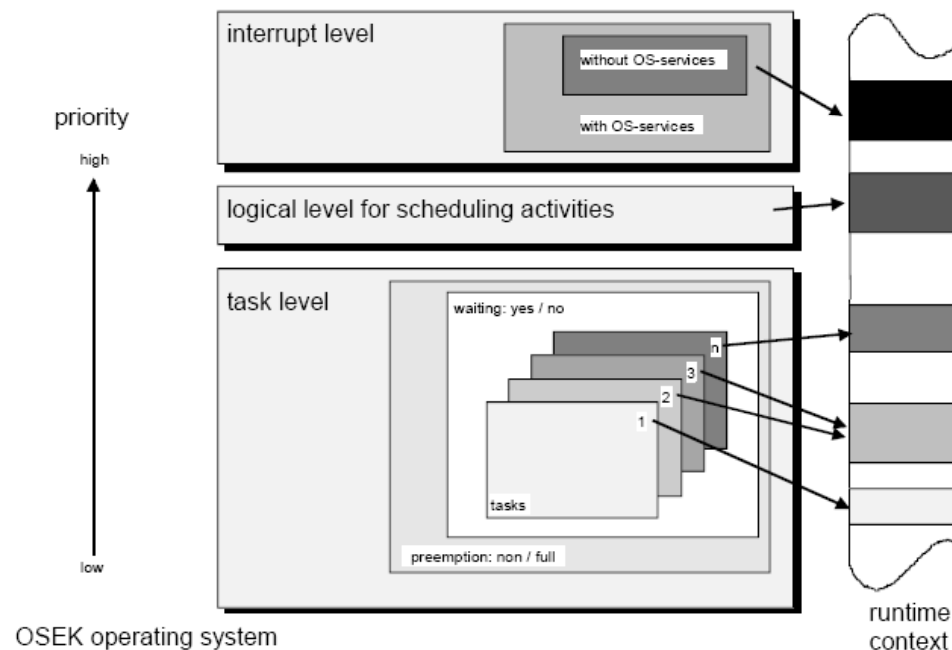 interrupt level
without OS-services
with OS-services
priority
high
logical level for scheduling activities
task level
waiting: yes / no
n
3
2
1
tasks
preemption: non / full
low
OSEK operating system
runtime
context